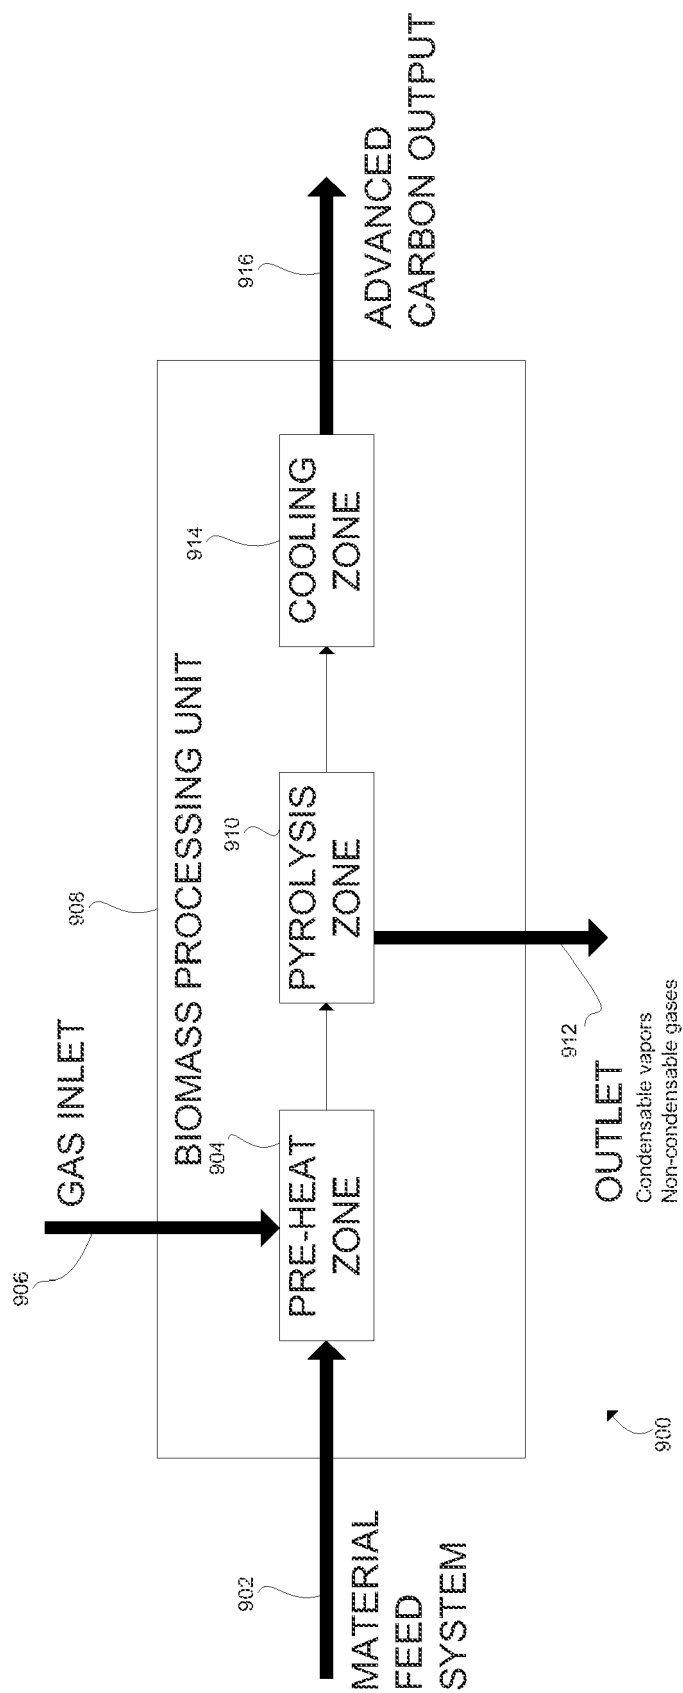 902
MATERIAL
FEED
SYSTEM
906
GAS INLET
908
BIOMASS PROCESSING UNIT
904
PRE-HEAT
ZONE
910
PYROLYSIS
ZONE
914
COOLING
ZONE
916
ADVANCED
CARBON OUTPUT
912
OUTLET
Condensable vapors
Non-condensable gases
900